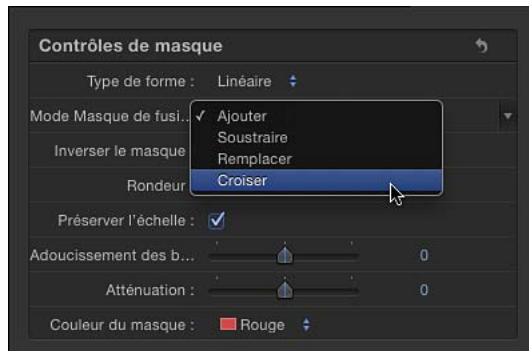 Contrôles de masque
Type de forme : Linéaire
Mode Masque de fusi... ✓ Ajouter
Soustraire
Inverser le masque
Remplacer
Rondeur
Croiser
Préserver l'échelle :
Adoucissement des b... 0
Atténuation : 0
Couleur du masque : Rouge